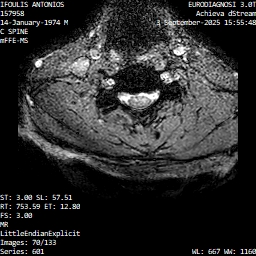 IFOULIS ANTONIOS
EURODIAGNOSI 3.0T
157958
Achieva dStream
14-January-1974 M
3 September-2025 15:55:48
C SPINE
mFFE-MS
ST: 3.00 SL: 57.51
RT: 753.59 ET: 12.80
FS: 3.00
MR
LittleEndianExplicit
Images: 70/133
Series: 601
WL: 667 WW: 1160